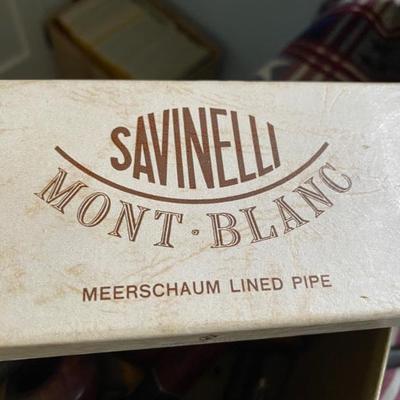 SAVINELLI
MONT·BLANC
MEERSCHAUM LINED PIPE